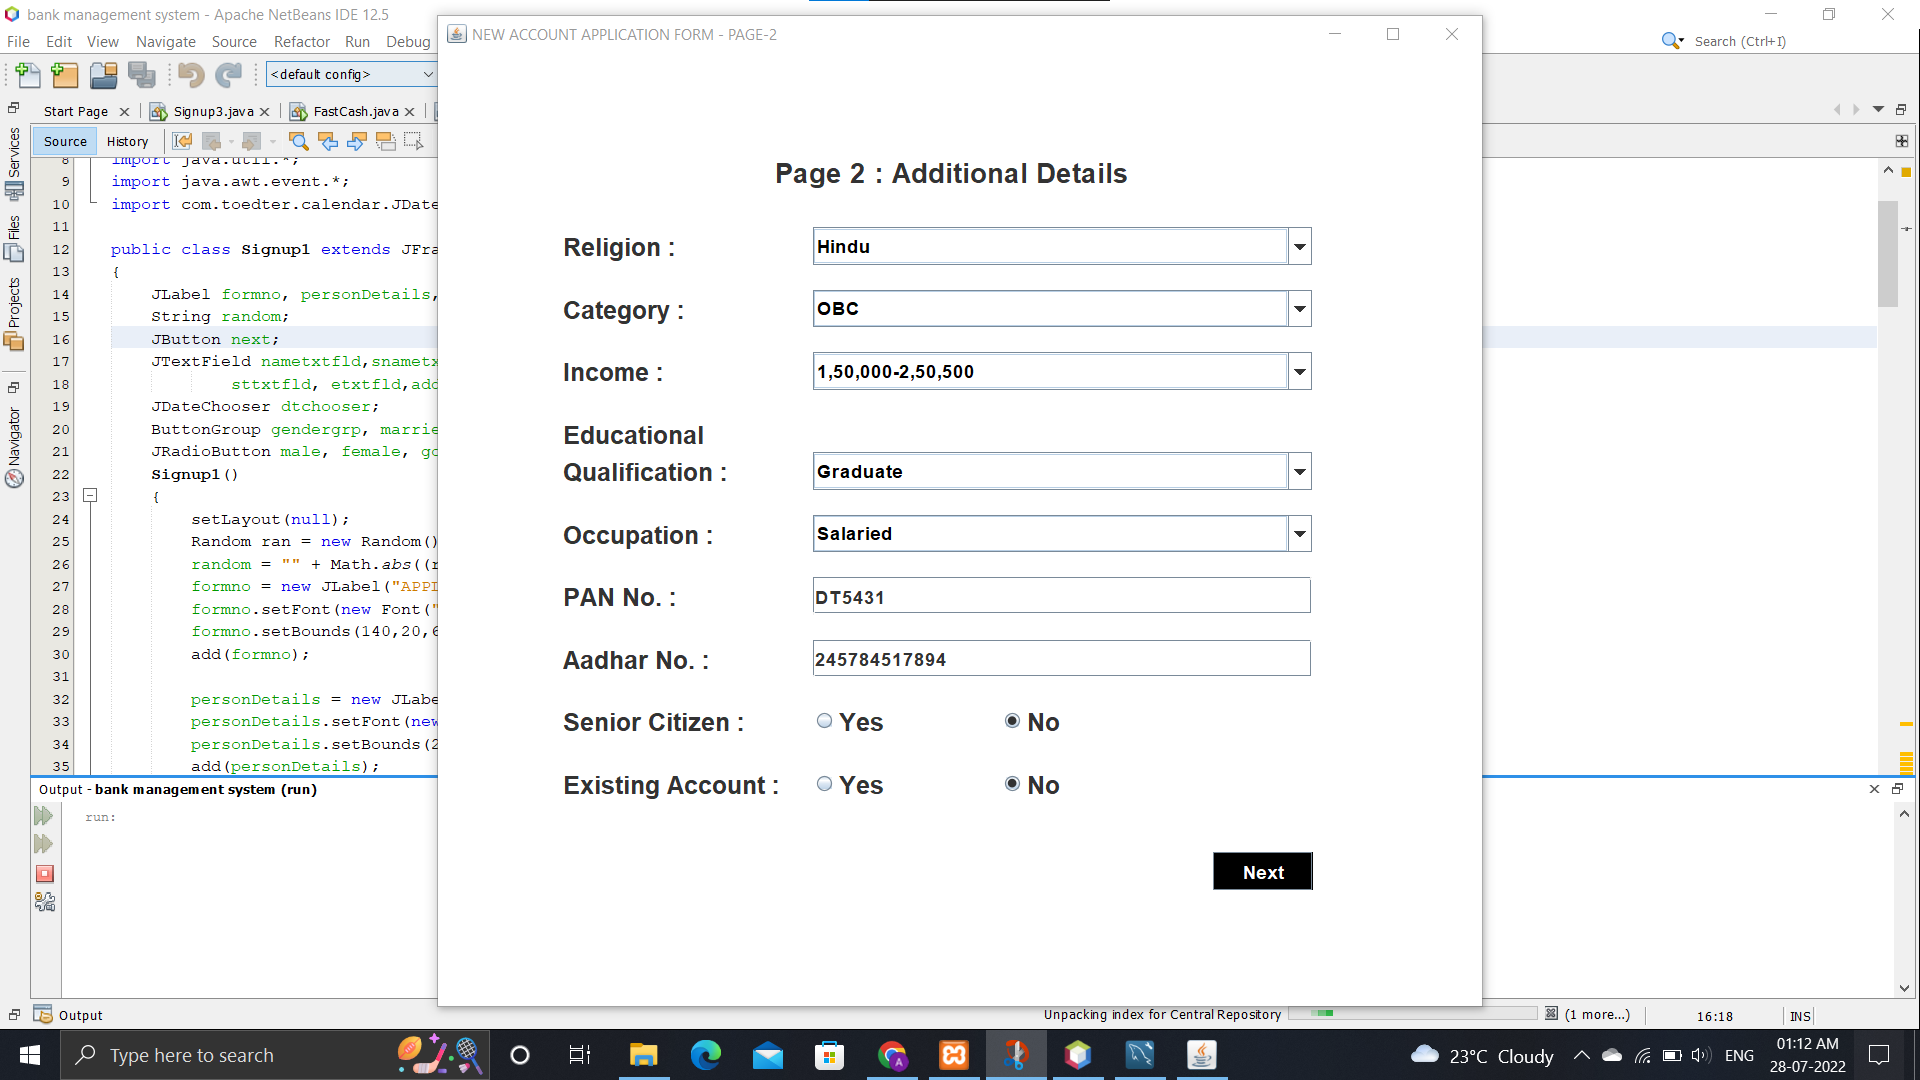 bank management system - Apache NetBeans IDE 12.5
File Edit View Navigate Source Refactor Run Debug
Search (Ctrl+I)
<default config>
Start Page
Signup3.java
FastCash.java
Source History
Services
Files
Projects
Navigator
8 import java.util.*;
9 import java.awt.event.*;
10 import com.toedter.calendar.JDate
11
12 public class Signup1 extends JFra
13 {
14 JLabel formno, personDetails,
15 String random;
16 JButton next;
17 JTextField nametxtfld,snametx
18 sttxtfld, etxtfld,add
19 JDateChooser dtchooser;
20 ButtonGroup gendergrp, marrie
21 JRadioButton male, female, go
22 Signup1()
23 {
24 setLayout(null);
25 Random ran = new Random()
26 random = "" + Math.abs((r
27 formno = new JLabel("APPL
28 formno.setFont(new Font("
29 formno.setBounds(140,20,6
30 add(formno);
31
32 personDetails = new JLabe
33 personDetails.setFont(new
34 personDetails.setBounds(2
35 add(personDetails);
Output - bank management system (run)
run:
NEW ACCOUNT APPLICATION FORM - PAGE-2
Page 2 : Additional Details
Religion : Hindu
Category : OBC
Income : 1,50,000-2,50,500
Educational
Qualification : Graduate
Occupation : Salaried
PAN No. : DT5431
Aadhar No. : 245784517894
Senior Citizen : Yes No
Existing Account : Yes No
Next
Output
Unpacking index for Central Repository
(1 more...)
16:18
INS
Type here to search
23°C Cloudy
ENG
01:12 AM
28-07-2022